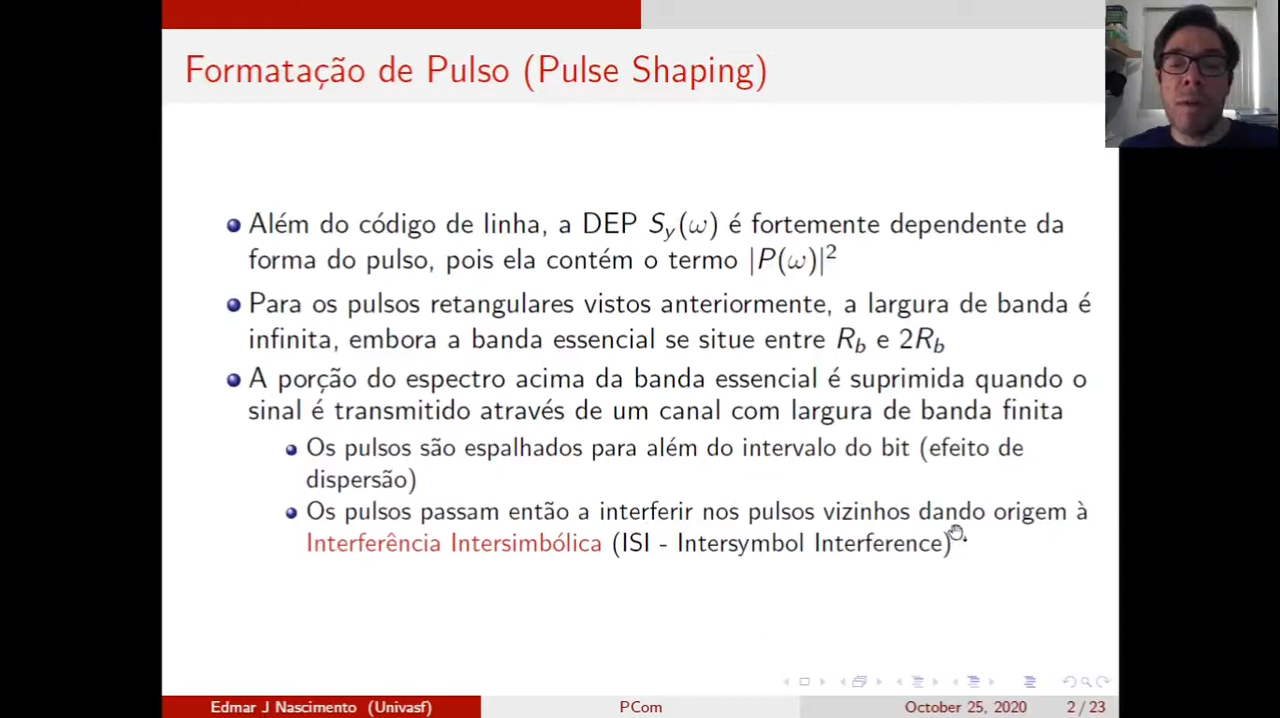 Formatação de Pulso (Pulse Shaping)
Além do código de linha, a DEP Sy(ω) é fortemente dependente da
forma do pulso, pois ela contém o termo |P(ω)|²
Para os pulsos retangulares vistos anteriormente, a largura de banda é
infinita, embora a banda essencial se situe entre Rb e 2Rb
A porção do espectro acima da banda essencial é suprimida quando o
sinal é transmitido através de um canal com largura de banda finita
Os pulsos são espalhados para além do intervalo do bit (efeito de
dispersão)
Os pulsos passam então a interferir nos pulsos vizinhos dando origem à
Interferência Intersimbólica (ISI - Intersymbol Interference)
Edmar J Nascimento (Univasf) PCom October 25, 2020 2 / 23